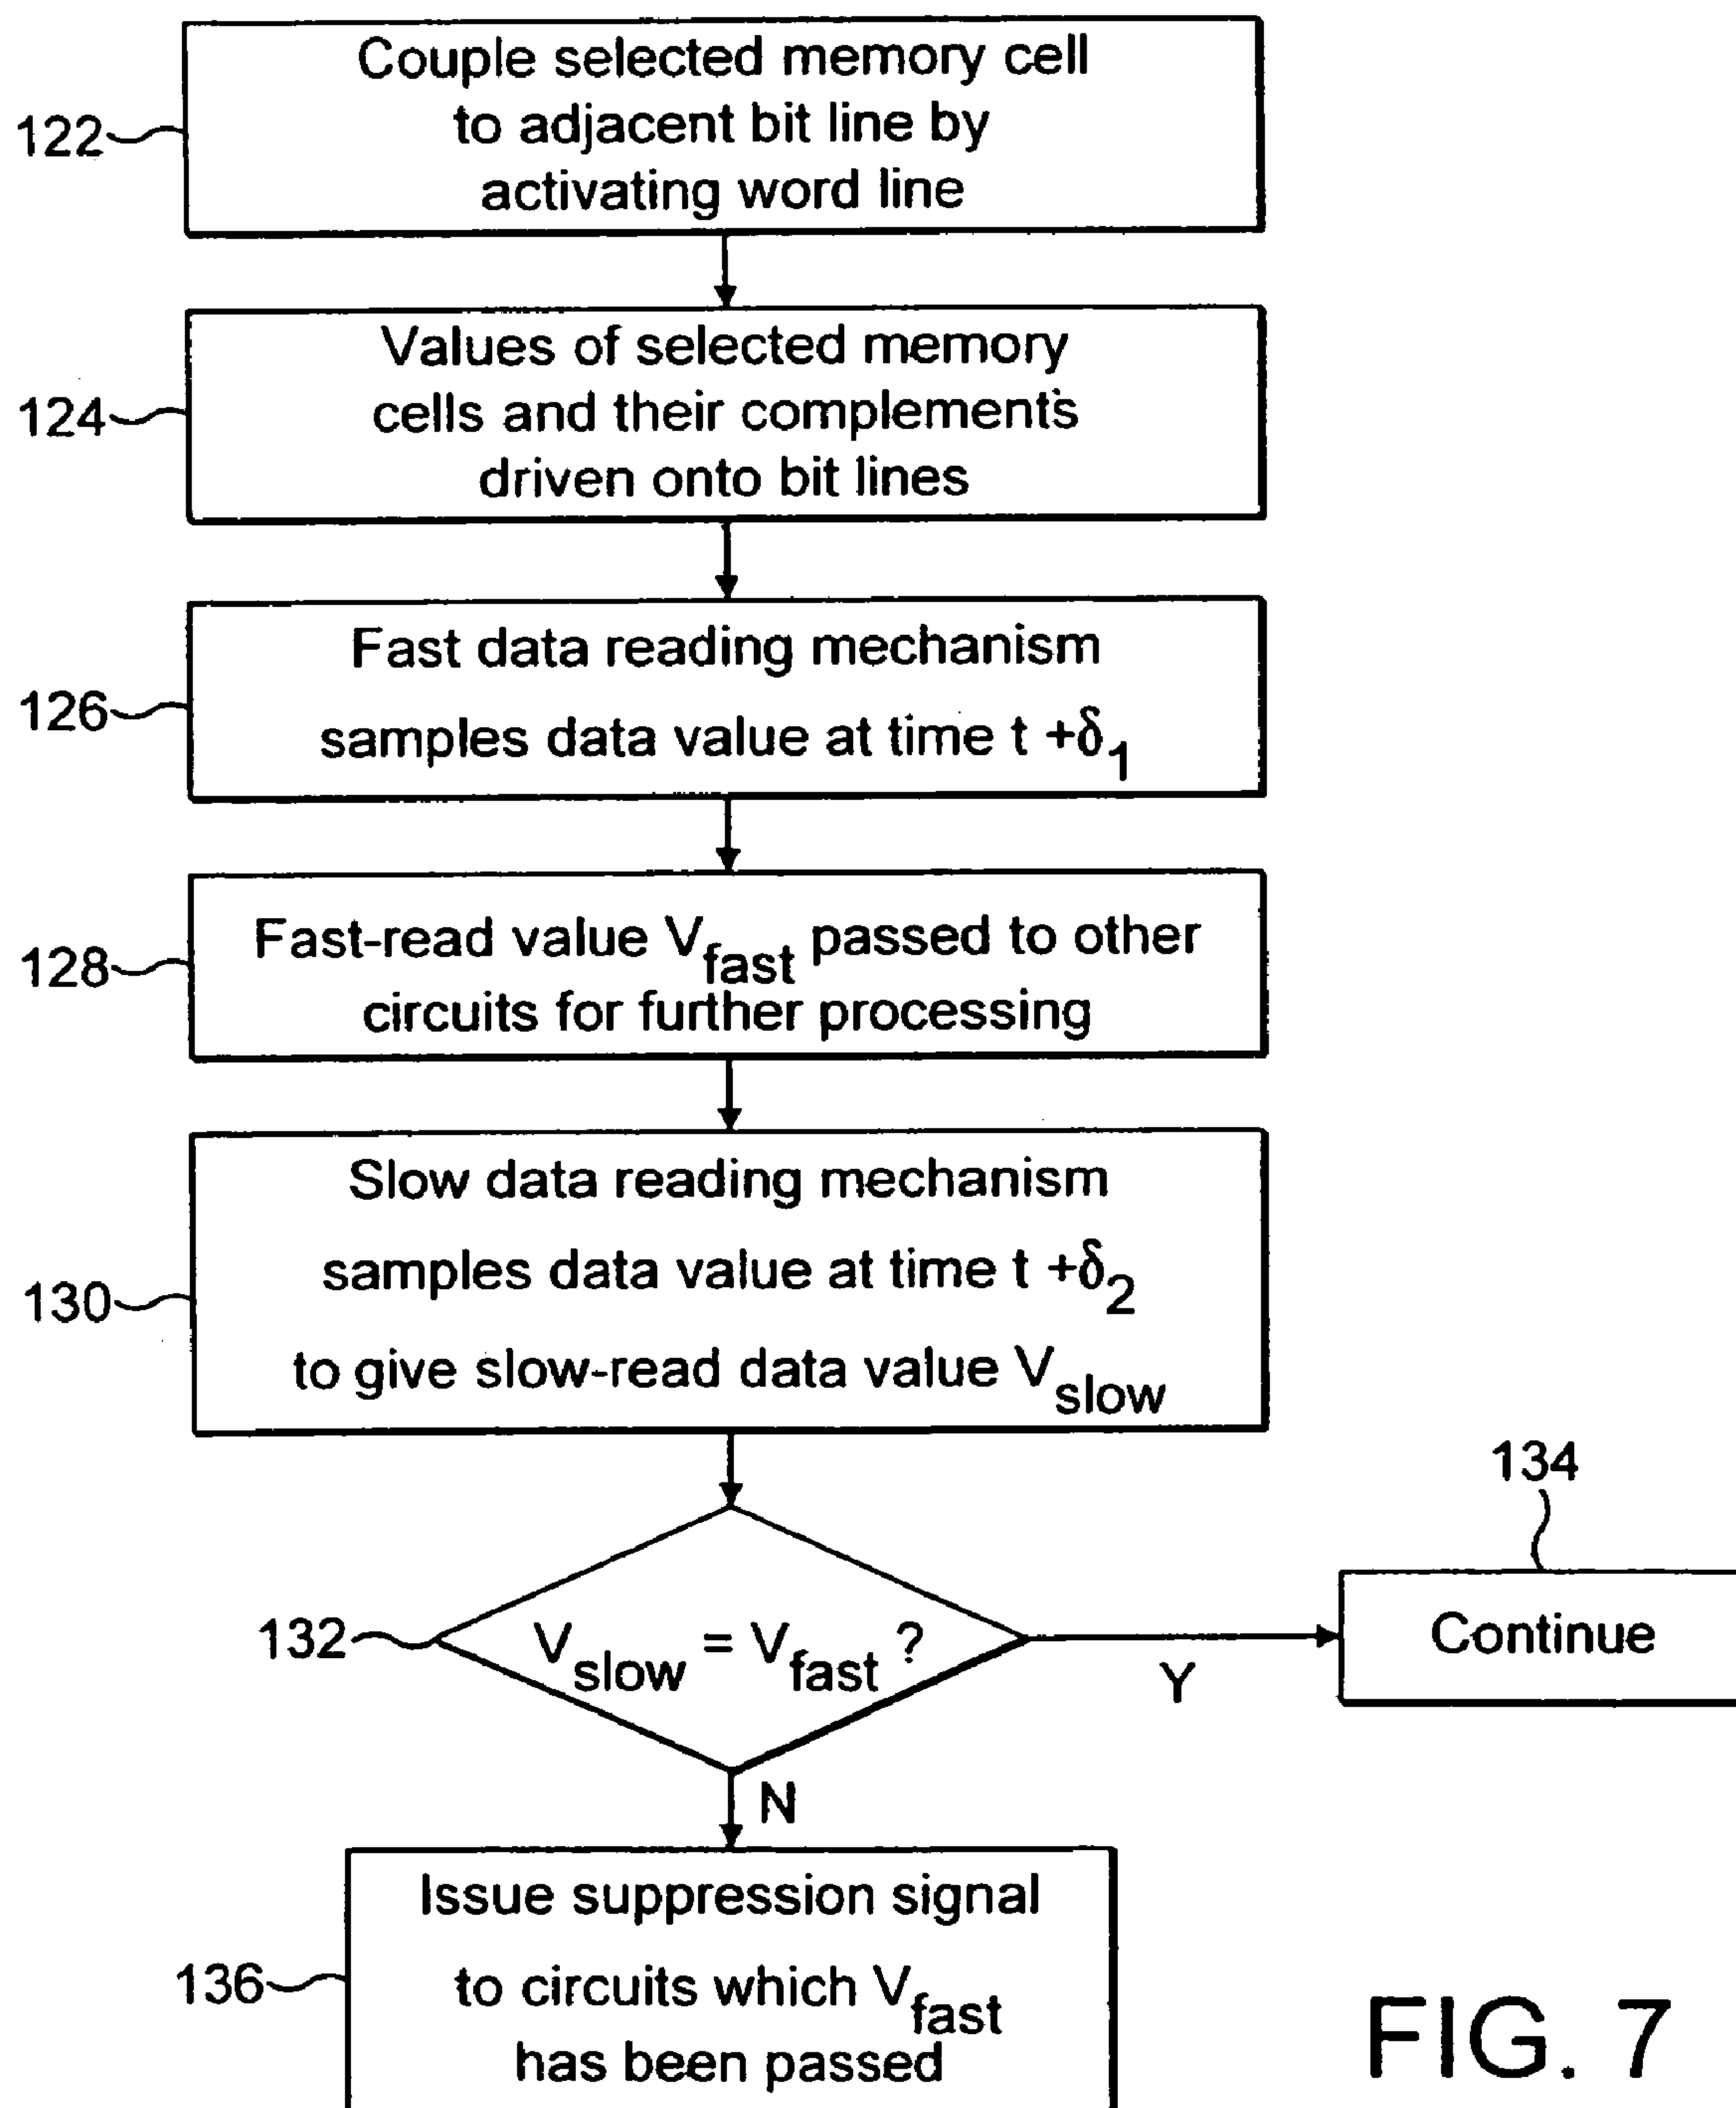 122
Couple selected memory cell
to adjacent bit line by
activating word line
124
Values of selected memory
cells and their complements
driven onto bit lines
126
Fast data reading mechanism
samples data value at time t +δ1
128
Fast-read value Vfast passed to other
circuits for further processing
130
Slow data reading mechanism
samples data value at time t +δ2
to give slow-read data value Vslow
134
Continue
132
Vslow = Vfast ?
Y
N
136
Issue suppression signal
to circuits which Vfast
has been passed
FIG. 7